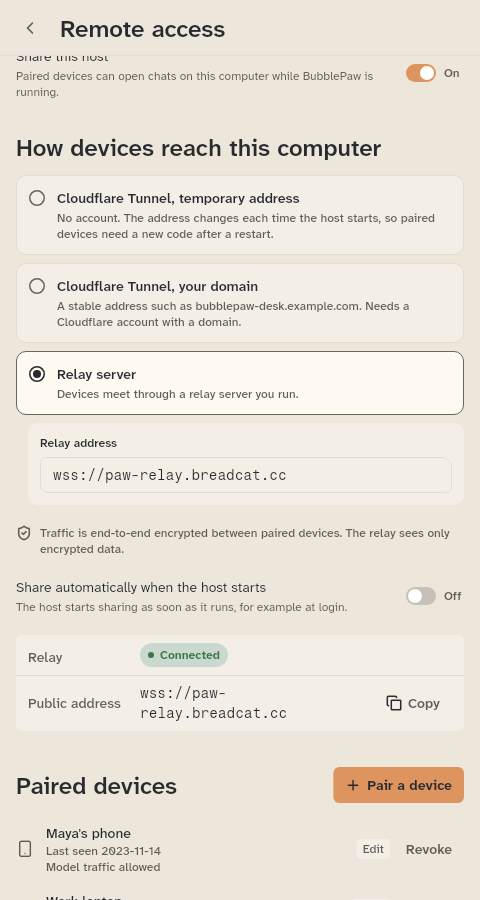 Remote access
Share this host
Paired devices can open chats on this computer while BubblePaw is
running.
On
How devices reach this computer
Cloudflare Tunnel, temporary address
No account. The address changes each time the host starts, so paired
devices need a new code after a restart.
Cloudflare Tunnel, your domain
A stable address such as bubblepaw-desk.example.com. Needs a
Cloudflare account with a domain.
Relay server
Devices meet through a relay server you run.
Relay address
wss://paw-relay.breadcat.cc
Traffic is end-to-end encrypted between paired devices. The relay sees only
encrypted data.
Share automatically when the host starts
The host starts sharing as soon as it runs, for example at login.
Off
Relay
Connected
Public address
wss://paw-
relay.breadcat.cc
Copy
Paired devices
Pair a device
Maya's phone
Last seen 2023-11-14
Model traffic allowed
Edit
Revoke
Work laptop